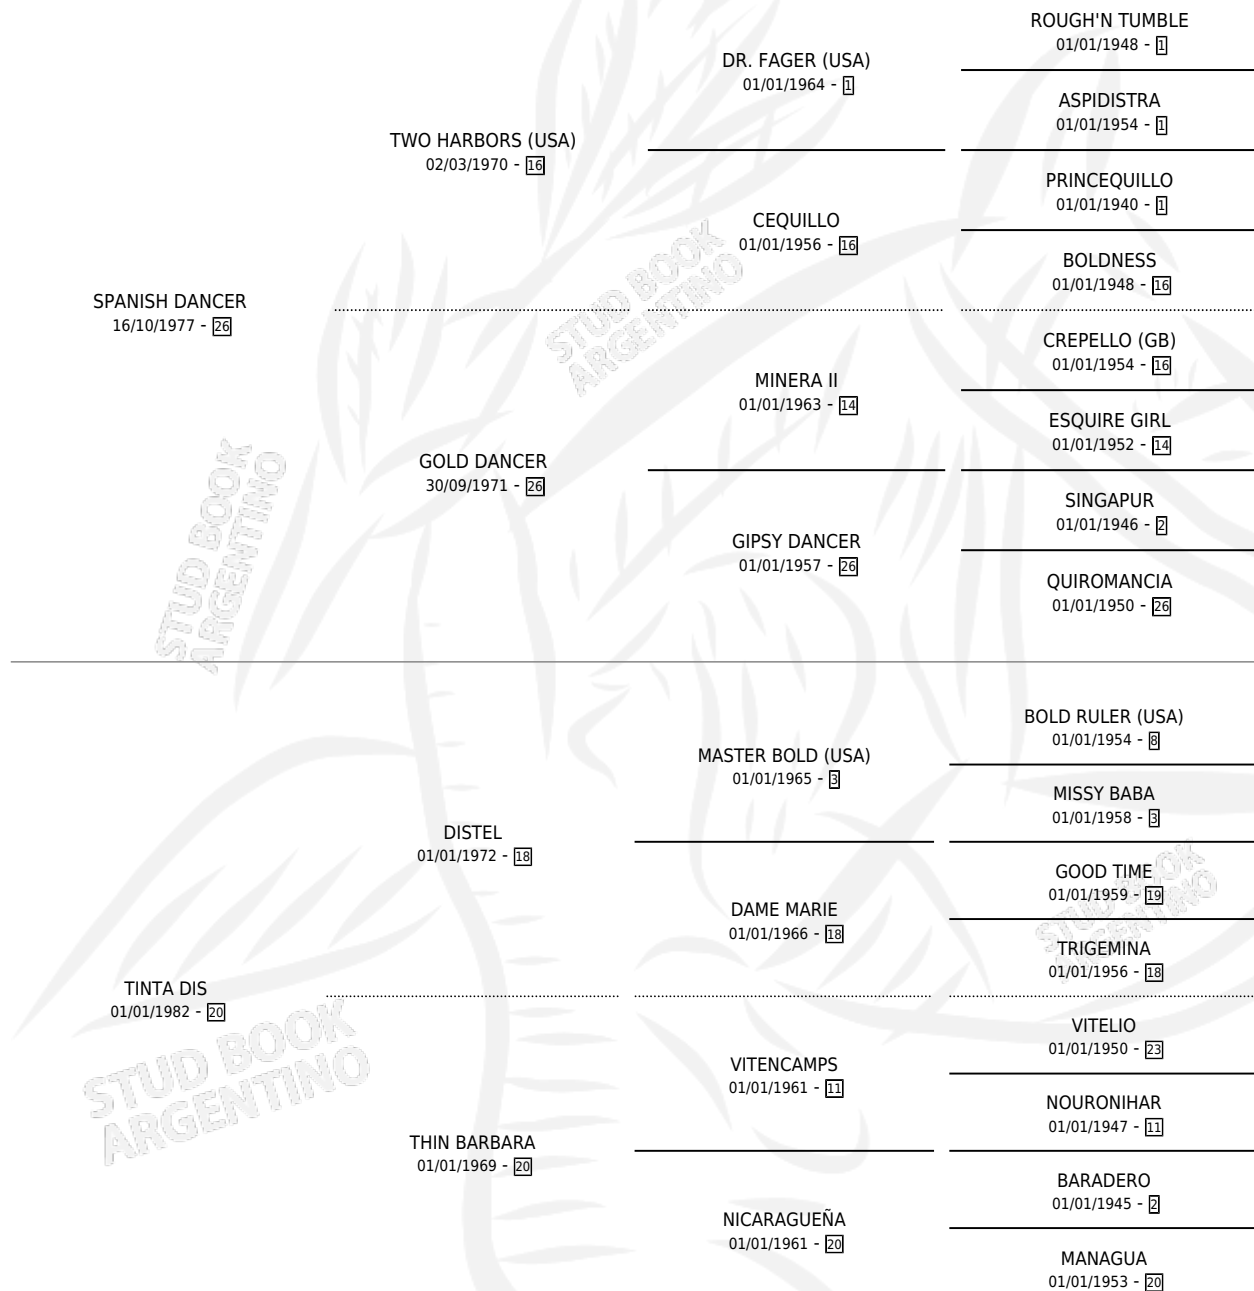 ROUGH'N TUMBLE
01/01/1948 - 1
DR. FAGER (USA)
01/01/1964 - 1
ASPIDISTRA
01/01/1954 - 1
TWO HARBORS (USA)
02/03/1970 - 16
PRINCEQUILLO
01/01/1940 - 1
CEQUILLO
01/01/1956 - 16
BOLDNESS
01/01/1948 - 16
SPANISH DANCER
16/10/1977 - 26
STUD BOOK
ARGENTINO
CREPELLO (GB)
01/01/1954 - 16
MINERA II
01/01/1963 - 14
ESQUIRE GIRL
01/01/1952 - 14
GOLD DANCER
30/09/1971 - 26
SINGAPUR
01/01/1946 - 2
GIPSY DANCER
01/01/1957 - 26
QUIROMANCIA
01/01/1950 - 26
STUD BOOK
ARGENTINO
BOLD RULER (USA)
01/01/1954 - 8
MASTER BOLD (USA)
01/01/1965 - 3
MISSY BABA
01/01/1958 - 3
DISTEL
01/01/1972 - 18
GOOD TIME
01/01/1959 - 19
DAME MARIE
01/01/1966 - 18
TRIGEMINA
01/01/1956 - 18
STUD BOOK
ARGENTINO
TINTA DIS
01/01/1982 - 20
VITELIO
01/01/1950 - 23
VITENCAMPS
01/01/1961 - 11
NOURONIHAR
01/01/1947 - 11
STUD BOOK
ARGENTINO
THIN BARBARA
01/01/1969 - 20
BARADERO
01/01/1945 - 2
NICARAGUEÑA
01/01/1961 - 20
MANAGUA
01/01/1953 - 20